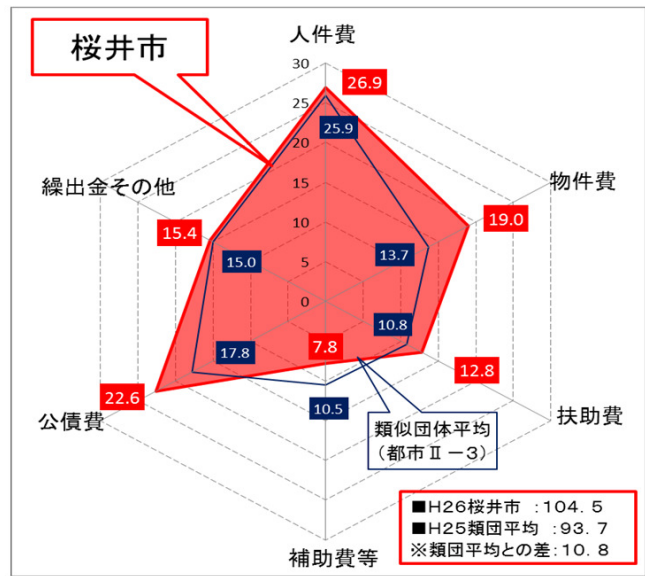 桜井市
人件費
30
26.9
25
25.9
20
繰出金その他
物件費
15
15.4
19.0
10
15.0
13.7
5
0
10.8
7.8
17.8
12.8
22.6
10.5
公債費
扶助費
類似団体平均
(都市Ⅱ-3)
補助費等
■H26桜井市 :104.5
■H25類団平均 :93.7
※類団平均との差:10.8